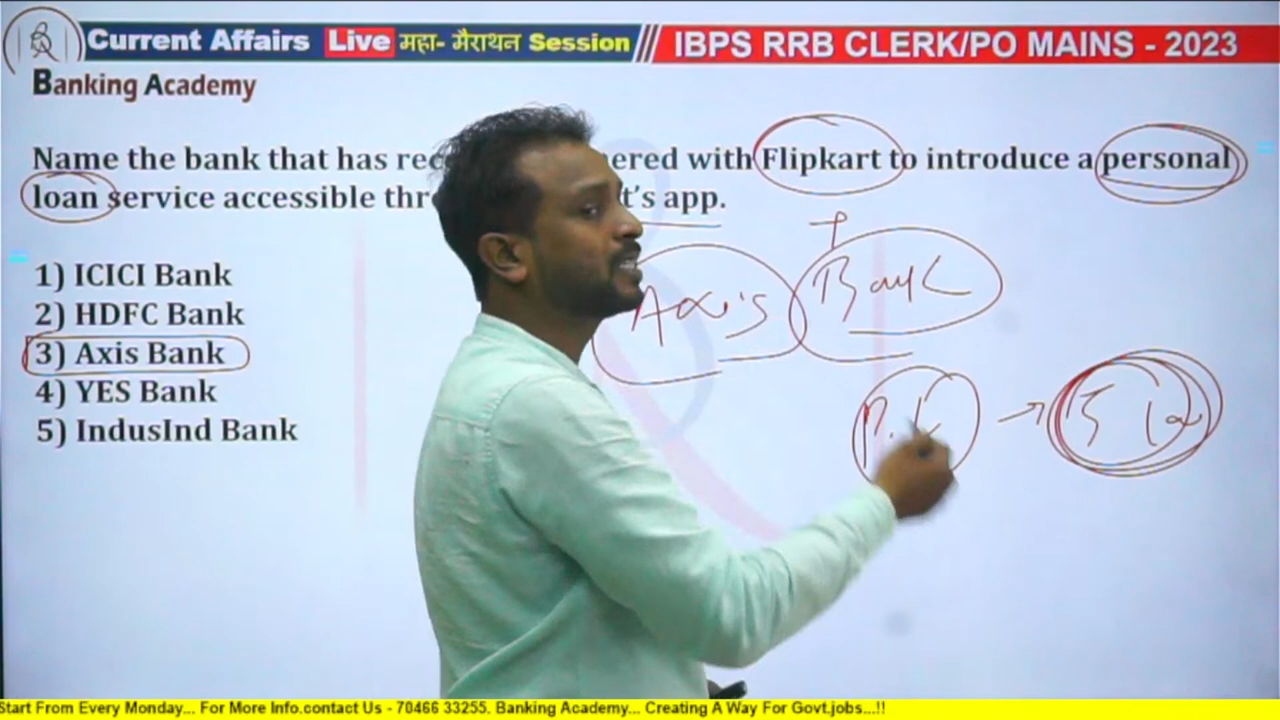 Current Affairs Live महा- मैराथन Session // IBPS RRB CLERK/PO MAINS - 2023
Banking Academy
Name the bank that has rec ered with Flipkart to introduce a personal
loan service accessible thr t's app.
1) ICICI Bank
2) HDFC Bank
3) Axis Bank
4) YES Bank
5) IndusInd Bank
Axis Bank
5
Start From Every Monday... For More Info.contact Us - 70466 33255. Banking Academy... Creating A Way For Govt.jobs...!!